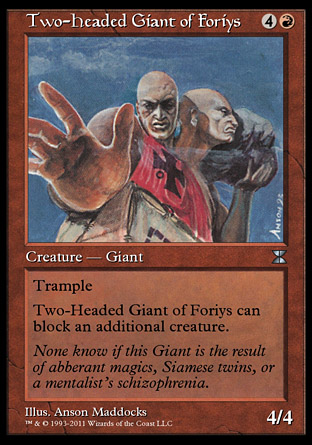 Two-Headed Giant of Foriys 4
ANSON 95
Creature — Giant
Trample
Two-Headed Giant of Foriys can
block an additional creature.
None know if this Giant is the result
of abberant magics, Siamese twins, or
a mentalist's schizophrenia.
Illus. Anson Maddocks
™ & © 1993-2011 Wizards of the Coast LLC
4/4